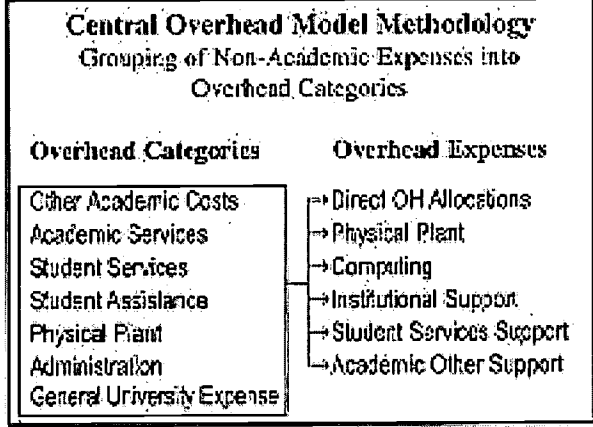 Central Overhead Model Methodology
Grouping of Non-Academic Expenses into
Overhead Categories
Overhead Categories
Overhead Expenses
Other Academic Costs
Academic Services
Student Services
Student Assistance
Physical Plant
Administration
General University Expense
→Direct OH Allocations
→Physical Plant
→Computing
→Institutional Support
→Student Services Support
→Academic Other Support